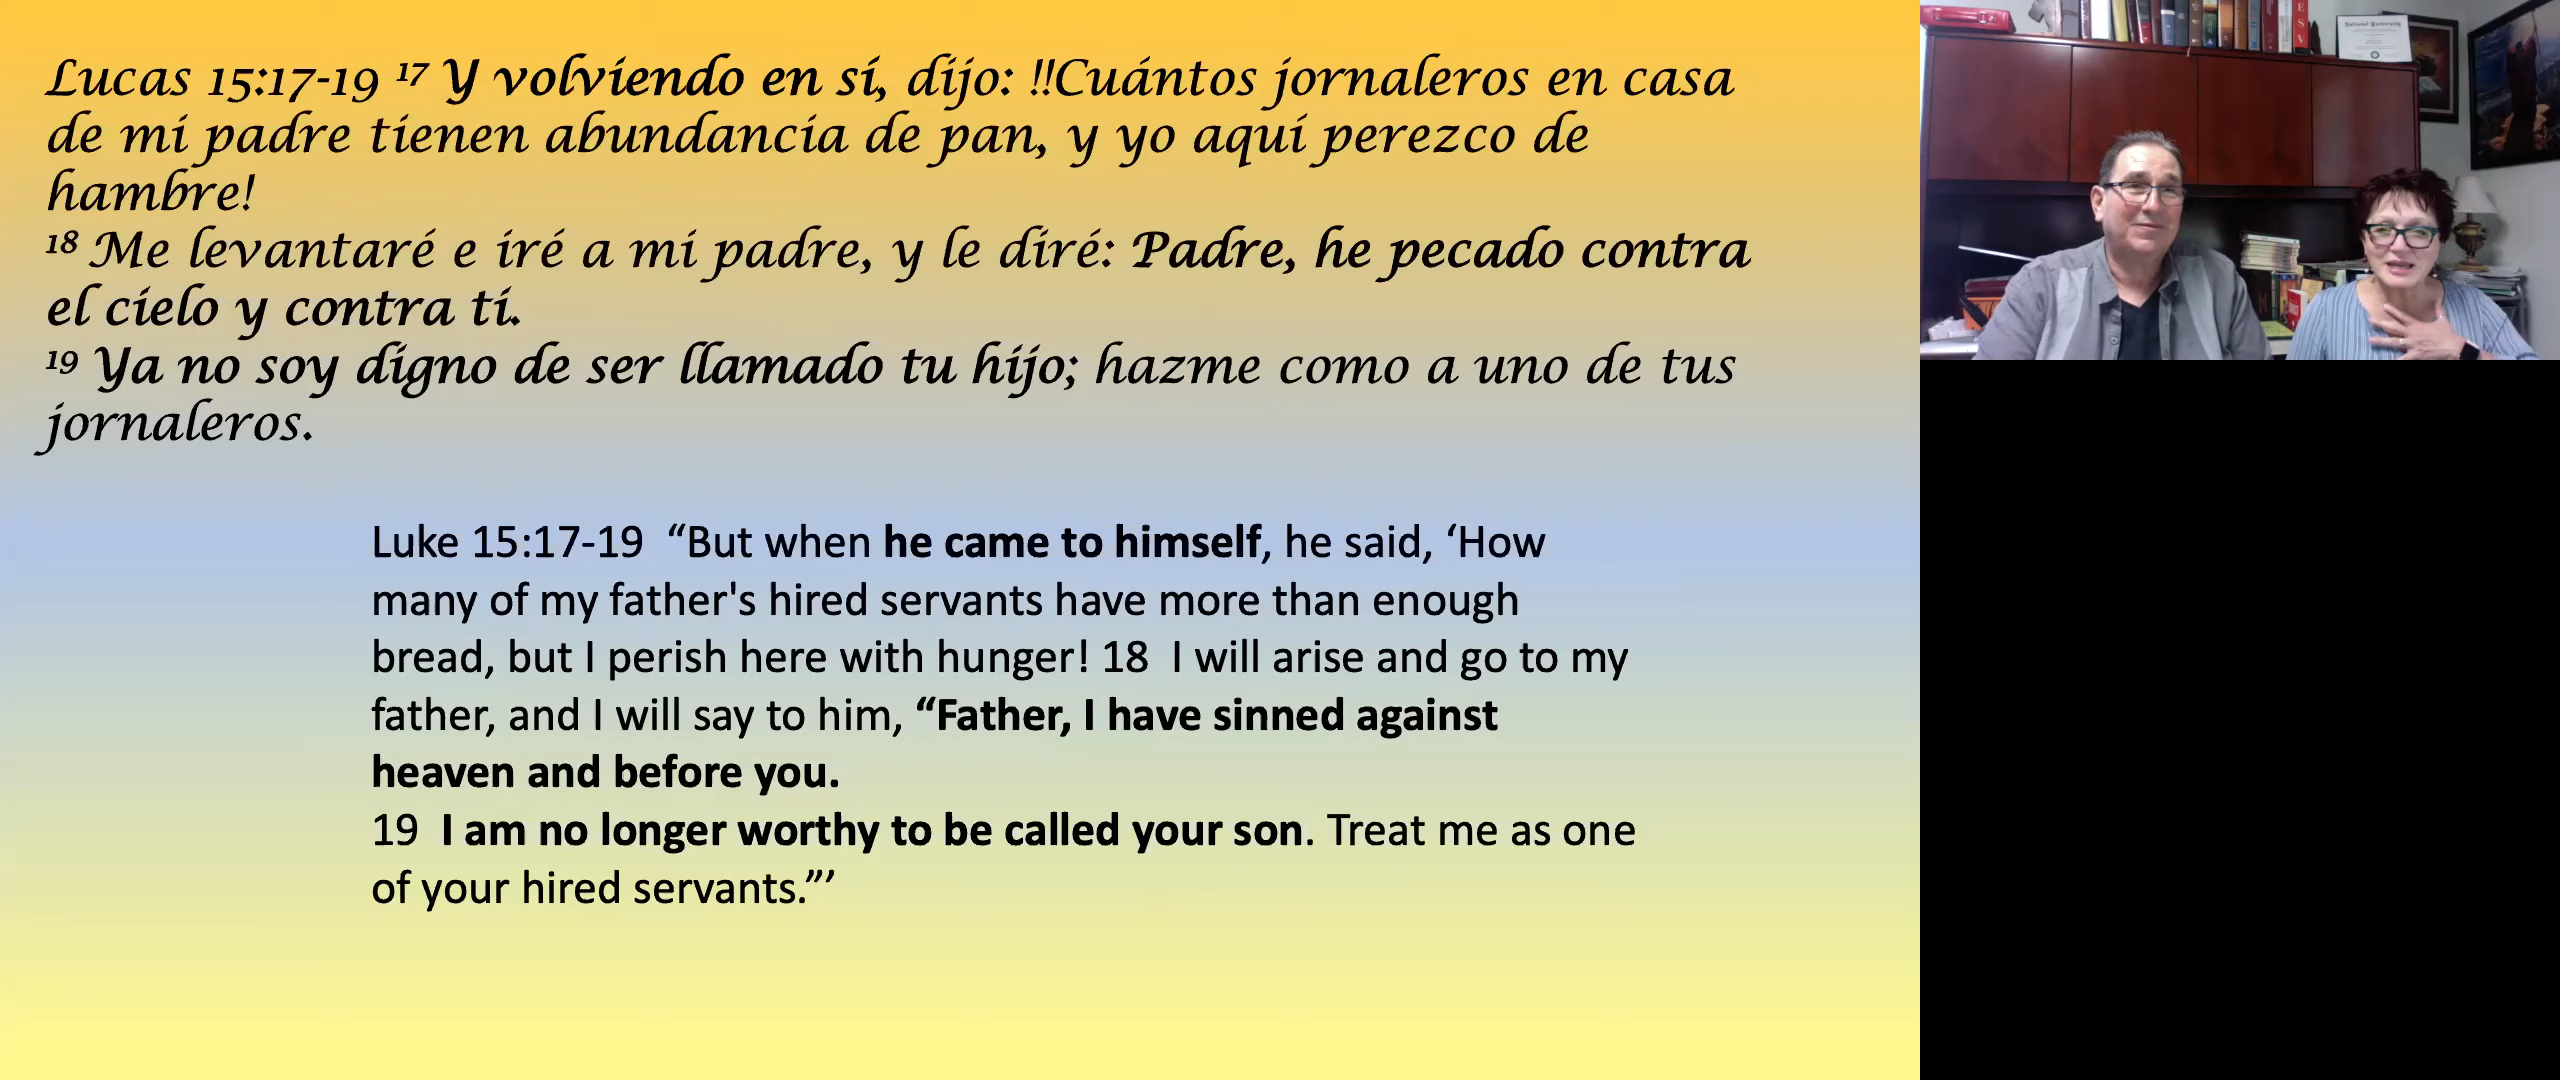 Lucas 15:17-19 ¹⁷ Y volviendo en sí, dijo: !!Cuántos jornaleros en casa
de mi padre tienen abundancia de pan, y yo aquí perezco de
hambre!
¹⁸ Me levantaré e iré a mi padre, y le diré: Padre, he pecado contra
el cielo y contra ti.
¹⁹ Ya no soy digno de ser llamado tu hijo; hazme como a uno de tus
jornaleros.
Luke 15:17-19 “But when he came to himself, he said, ‘How
many of my father's hired servants have more than enough
bread, but I perish here with hunger! 18 I will arise and go to my
father, and I will say to him, “Father, I have sinned against
heaven and before you.
19 I am no longer worthy to be called your son. Treat me as one
of your hired servants.”’